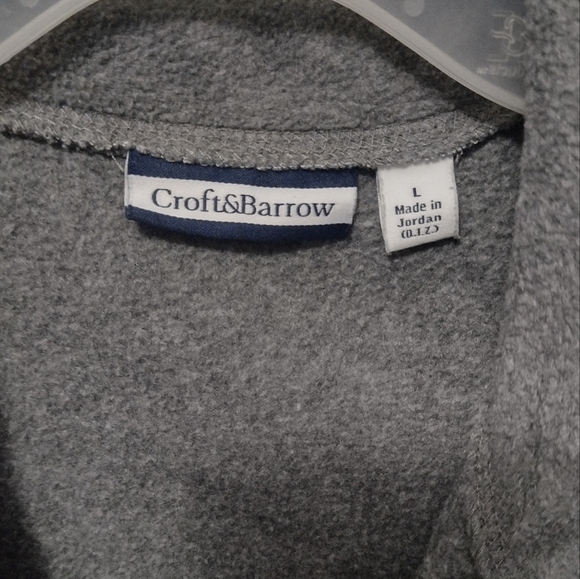 Croft&Barrow
L
Made in
Jordan
(Q.I.Z.)